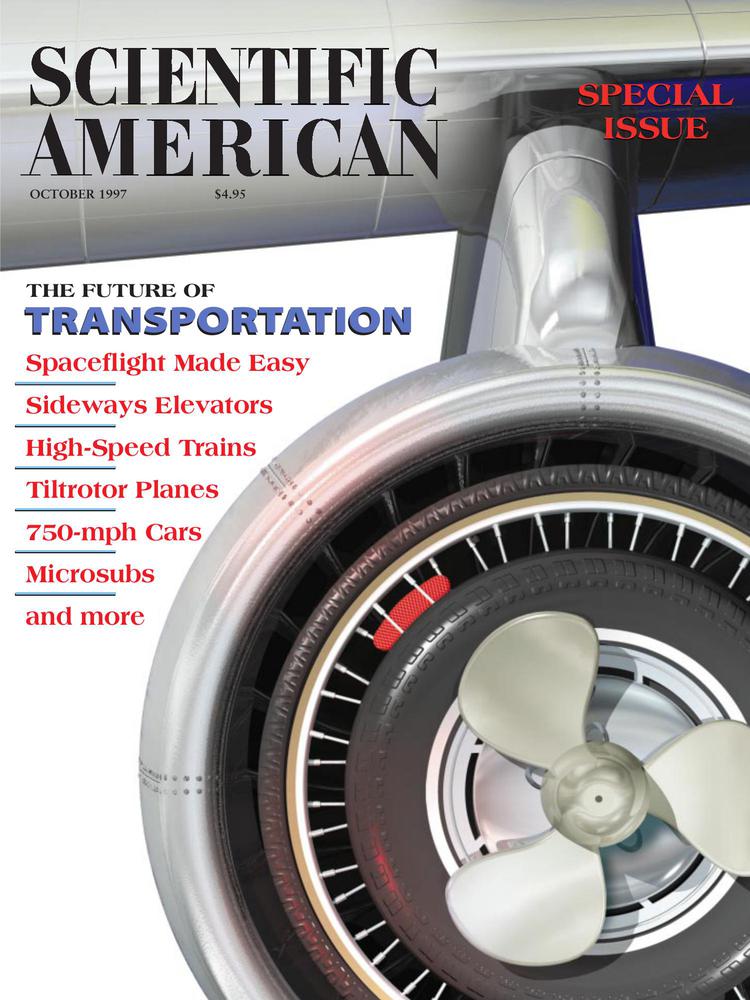 SCIENTIFIC
AMERICAN
SPECIAL
ISSUE
OCTOBER 1997 $4.95
THE FUTURE OF
TRANSPORTATION
Spaceflight Made Easy
Sideways Elevators
High-Speed Trains
Tiltrotor Planes
750-mph Cars
Microsubs
and more